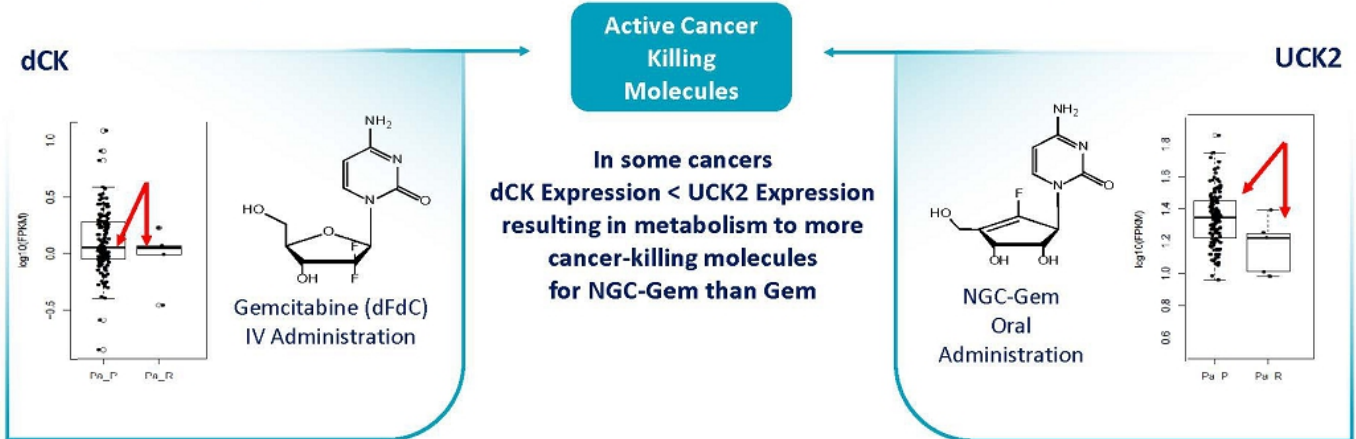 dCK
log10(FPKM)
1.0
0.5
0.0
-0.5
Pa_P
Pa_R
NH₂
N
N
O
HO
O
F
F
OH
Gemcitabine (dFdC)
IV Administration
Active Cancer
Killing
Molecules
In some cancers
dCK Expression < UCK2 Expression
resulting in metabolism to more
cancer-killing molecules
for NGC-Gem than Gem
UCK2
NH₂
N
N
O
F
HO
OH
OH
NGC-Gem
Oral
Administration
log10(FPKM)
1.8
1.6
1.4
1.2
1.0
0.8
0.6
Pa_P
Pa_R